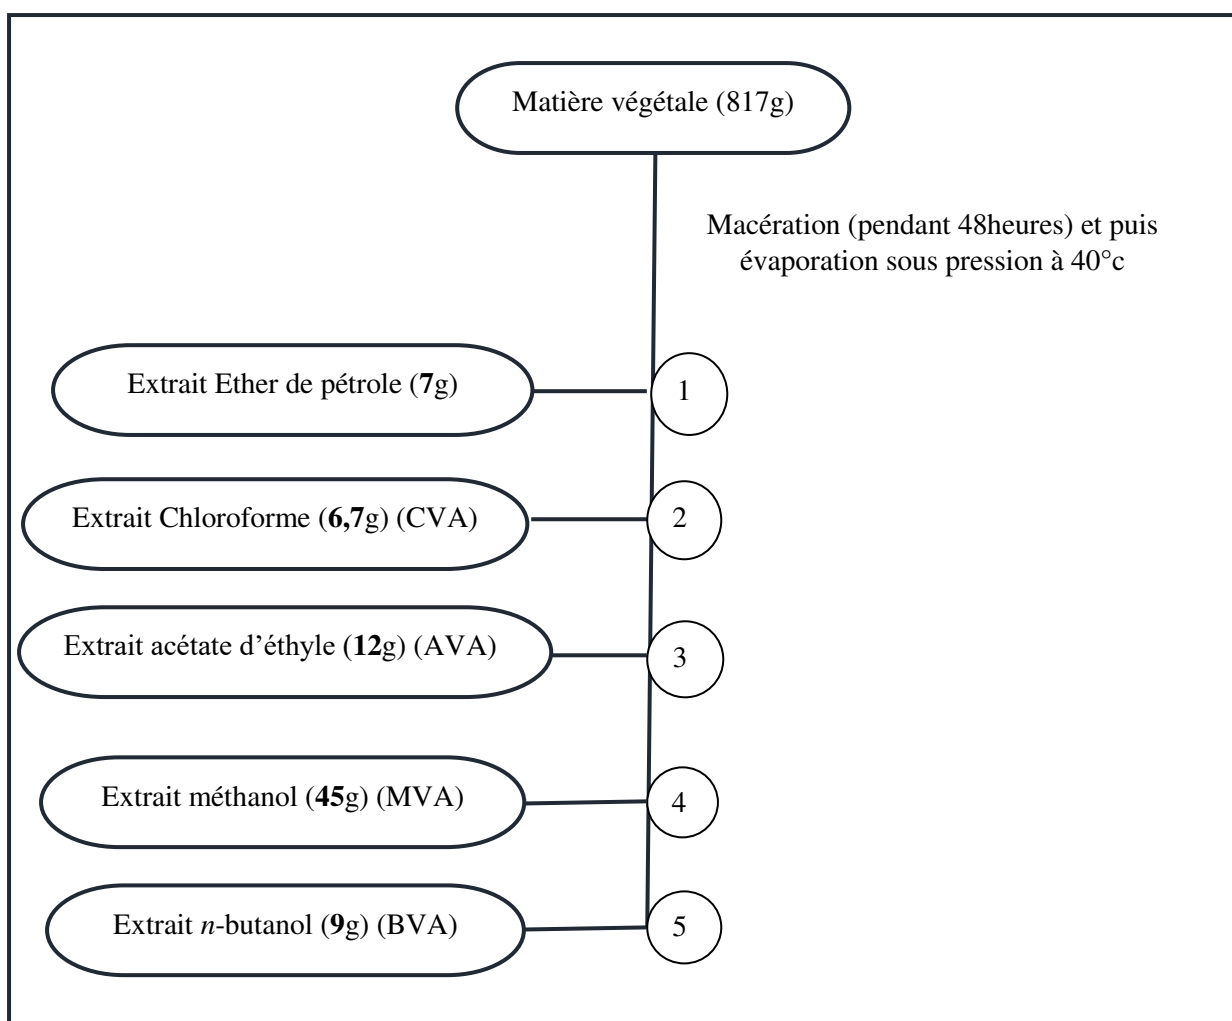 Matière végétale (817g)
Macération (pendant 48heures) et puis
évaporation sous pression à 40°c
Extrait Ether de pétrole (7g)
1
Extrait Chloroforme (6,7g) (CVA)
2
Extrait acétate d’éthyle (12g) (AVA)
3
Extrait méthanol (45g) (MVA)
4
Extrait n-butanol (9g) (BVA)
5